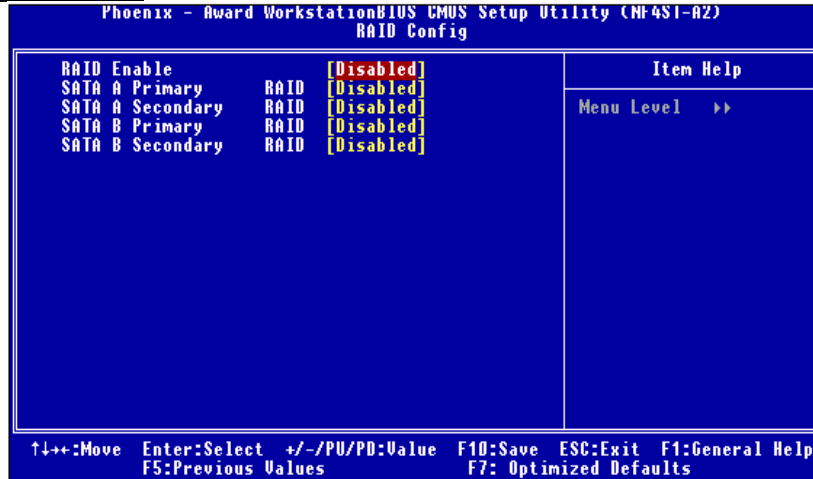 Phoenix - Award WorkstationBIOS CMOS Setup Utility (NF4SI-A2)
RAID Config
RAID Enable [Disabled]
SATA A Primary RAID [Disabled]
SATA A Secondary RAID [Disabled]
SATA B Primary RAID [Disabled]
SATA B Secondary RAID [Disabled]
Item Help
Menu Level ▸▸
↑↓→←:Move Enter:Select +/-/PU/PD:Value F10:Save ESC:Exit F1:General Help
F5:Previous Values F7: Optimized Defaults